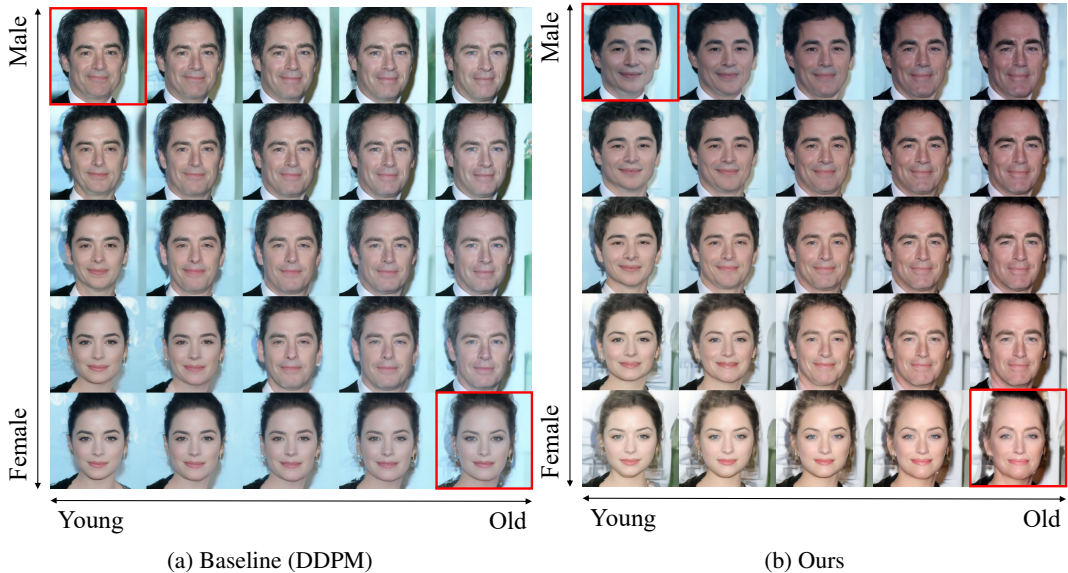 Male
Female
Young
Old
(a) Baseline (DDPM)
Male
Female
Young
Old
(b) Ours